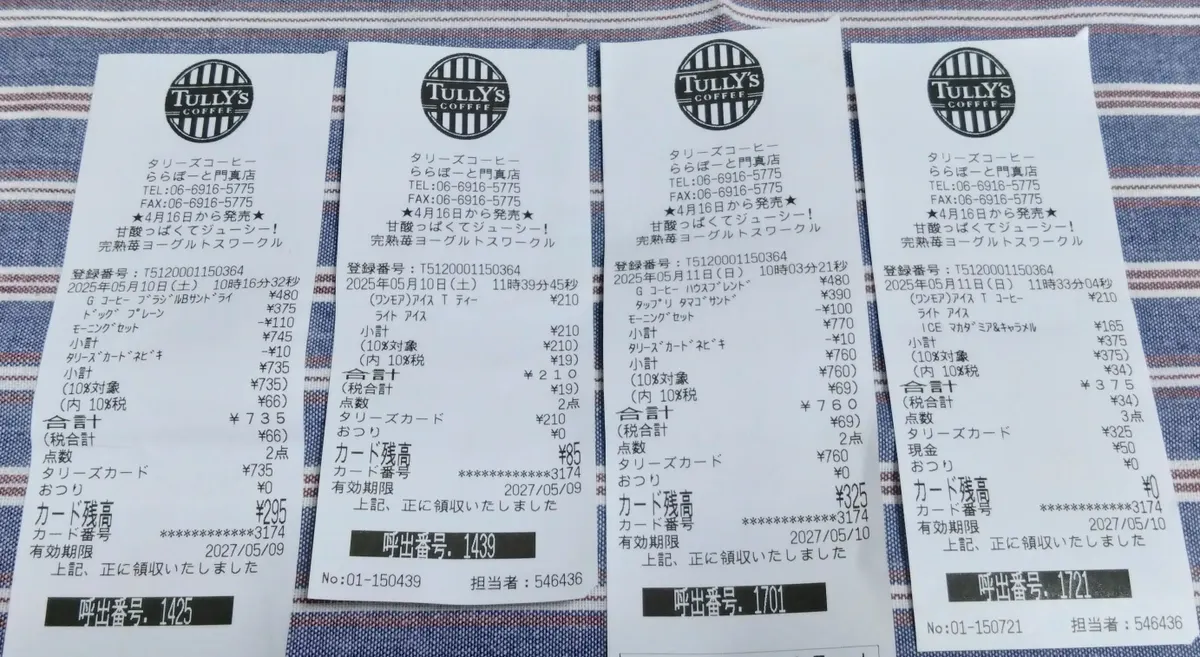 TULLY'S
COFFEE
タリーズコーヒー
ららぽーと門真店
TEL:06-6916-5775
FAX:06-6916-5775
★4月16日から発売★
甘酸っぱくてジューシー!
完熟苺ヨーグルトスワークル
登録番号:T5120001150364
2025年05月10日(土) 10時16分32秒
G コーヒー ブラジルBサンドライ ¥480
ドッグ プレーン ¥375
モーニングセット -¥110
小計 ¥745
タリーズカードネビキ -¥10
小計 ¥735
(10%対象 ¥735)
(内 10%税 ¥66)
合計 ¥735
(税合計 ¥66)
点数 2点
タリーズカード ¥735
おつり ¥0
カード残高 ¥295
カード番号 ************3174
有効期限 2027/05/09
上記、正に領収いたしました
呼出番号. 1425
TULLY'S
COFFEE
タリーズコーヒー
ららぽーと門真店
TEL:06-6916-5775
FAX:06-6916-5775
★4月16日から発売★
甘酸っぱくてジューシー!
完熟苺ヨーグルトスワークル
登録番号:T5120001150364
2025年05月10日(土) 11時39分45秒
(ワンモア)アイス T ティー ¥210
ライト アイス
小計 ¥210
(10%対象 ¥210)
(内 10%税 ¥19)
合計 ¥210
(税合計 ¥19)
点数 2点
タリーズカード ¥210
おつり ¥0
カード残高 ¥85
カード番号 ************3174
有効期限 2027/05/09
上記、正に領収いたしました
呼出番号. 1439
No:01-150439 担当者:546436
TULLY'S
COFFEE
タリーズコーヒー
ららぽーと門真店
TEL:06-6916-5775
FAX:06-6916-5775
★4月16日から発売★
甘酸っぱくてジューシー!
完熟苺ヨーグルトスワークル
登録番号:T5120001150364
2025年05月11日(日) 10時03分21秒
G コーヒー ハウスブレンド ¥480
タップリ タマゴサンド ¥390
モーニングセット -¥100
小計 ¥770
タリーズカードネビキ -¥10
小計 ¥760
(10%対象 ¥760)
(内 10%税 ¥69)
合計 ¥760
(税合計 ¥69)
点数 2点
タリーズカード ¥760
おつり ¥0
カード残高 ¥325
カード番号 ************3174
有効期限 2027/05/10
上記、正に領収いたしました
呼出番号. 1701
TULLY'S
COFFEE
タリーズコーヒー
ららぽーと門真店
TEL:06-6916-5775
FAX:06-6916-5775
★4月16日から発売★
甘酸っぱくてジューシー!
完熟苺ヨーグルトスワークル
登録番号:T5120001150364
2025年05月11日(日) 11時33分04秒
(ワンモア)アイス T コーヒー ¥210
ライト アイス
ICE マカダミア&キャラメル ¥165
小計 ¥375
(10%対象 ¥375)
(内 10%税 ¥34)
合計 ¥375
(税合計 ¥34)
点数 3点
タリーズカード ¥325
現金 ¥50
おつり ¥0
カード残高 ¥0
カード番号 ************3174
有効期限 2027/05/10
上記、正に領収いたしました
呼出番号. 1721
No:01-150721 担当者:546436